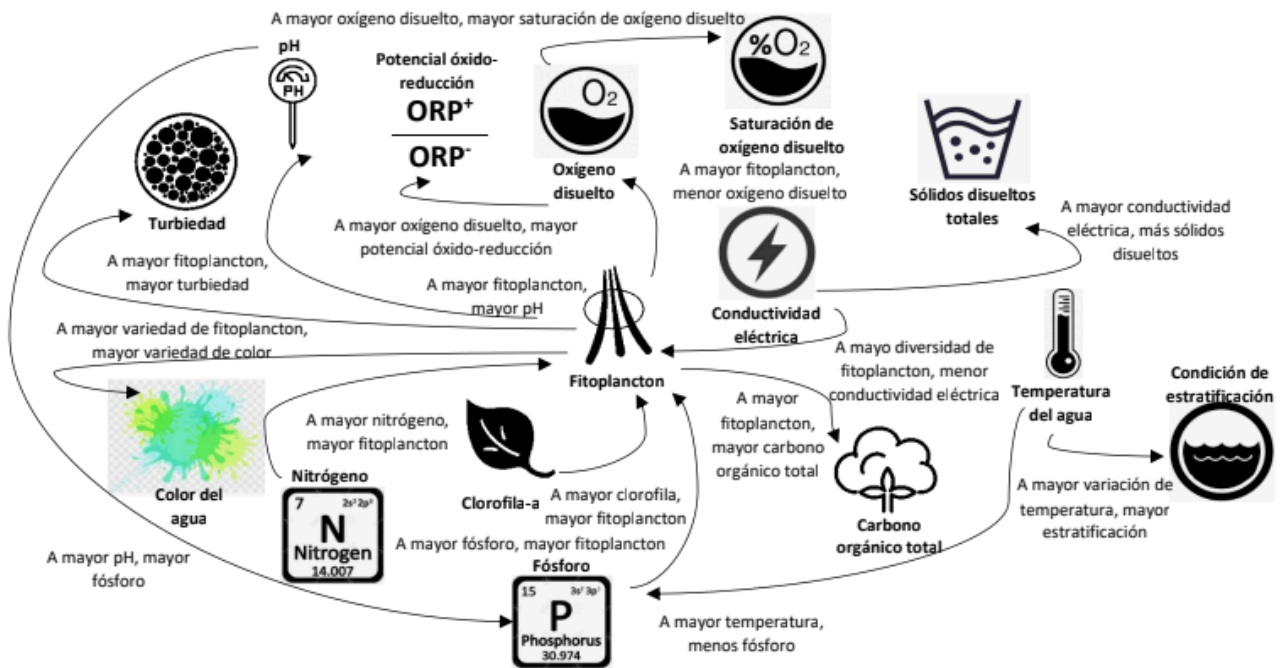 A mayor oxígeno disuelto, mayor saturación de oxígeno disuelto
pH
PH
Potencial óxido-
reducción
ORP+
ORP-
O2
Oxígeno
disuelto
%O2
Saturación de
oxígeno disuelto
A mayor fitoplancton,
menor oxígeno disuelto
Sólidos disueltos
totales
A mayor conductividad
eléctrica, más sólidos
disueltos
Turbiedad
A mayor oxígeno disuelto, mayor
potencial óxido-reducción
A mayor fitoplancton,
mayor turbiedad
A mayor fitoplancton,
mayor pH
Conductividad
eléctrica
A mayor variedad de fitoplancton,
mayor variedad de color
Fitoplancton
A mayo diversidad de
fitoplancton, menor
conductividad eléctrica
Temperatura
del agua
Condición de
estratificación
A mayor nitrógeno,
mayor fitoplancton
A mayor
fitoplancton,
mayor carbono
orgánico total
Color del
agua
Nitrógeno
7 2s² 2p³
N
Nitrogen
14.007
Clorofila-a
A mayor clorofila,
mayor fitoplancton
Carbono
orgánico total
A mayor variación de
temperatura, mayor
estratificación
A mayor pH, mayor
fósforo
A mayor fósforo, mayor fitoplancton
Fósforo
15 3s² 3p³
P
Phosphorus
30.974
A mayor temperatura,
menos fósforo